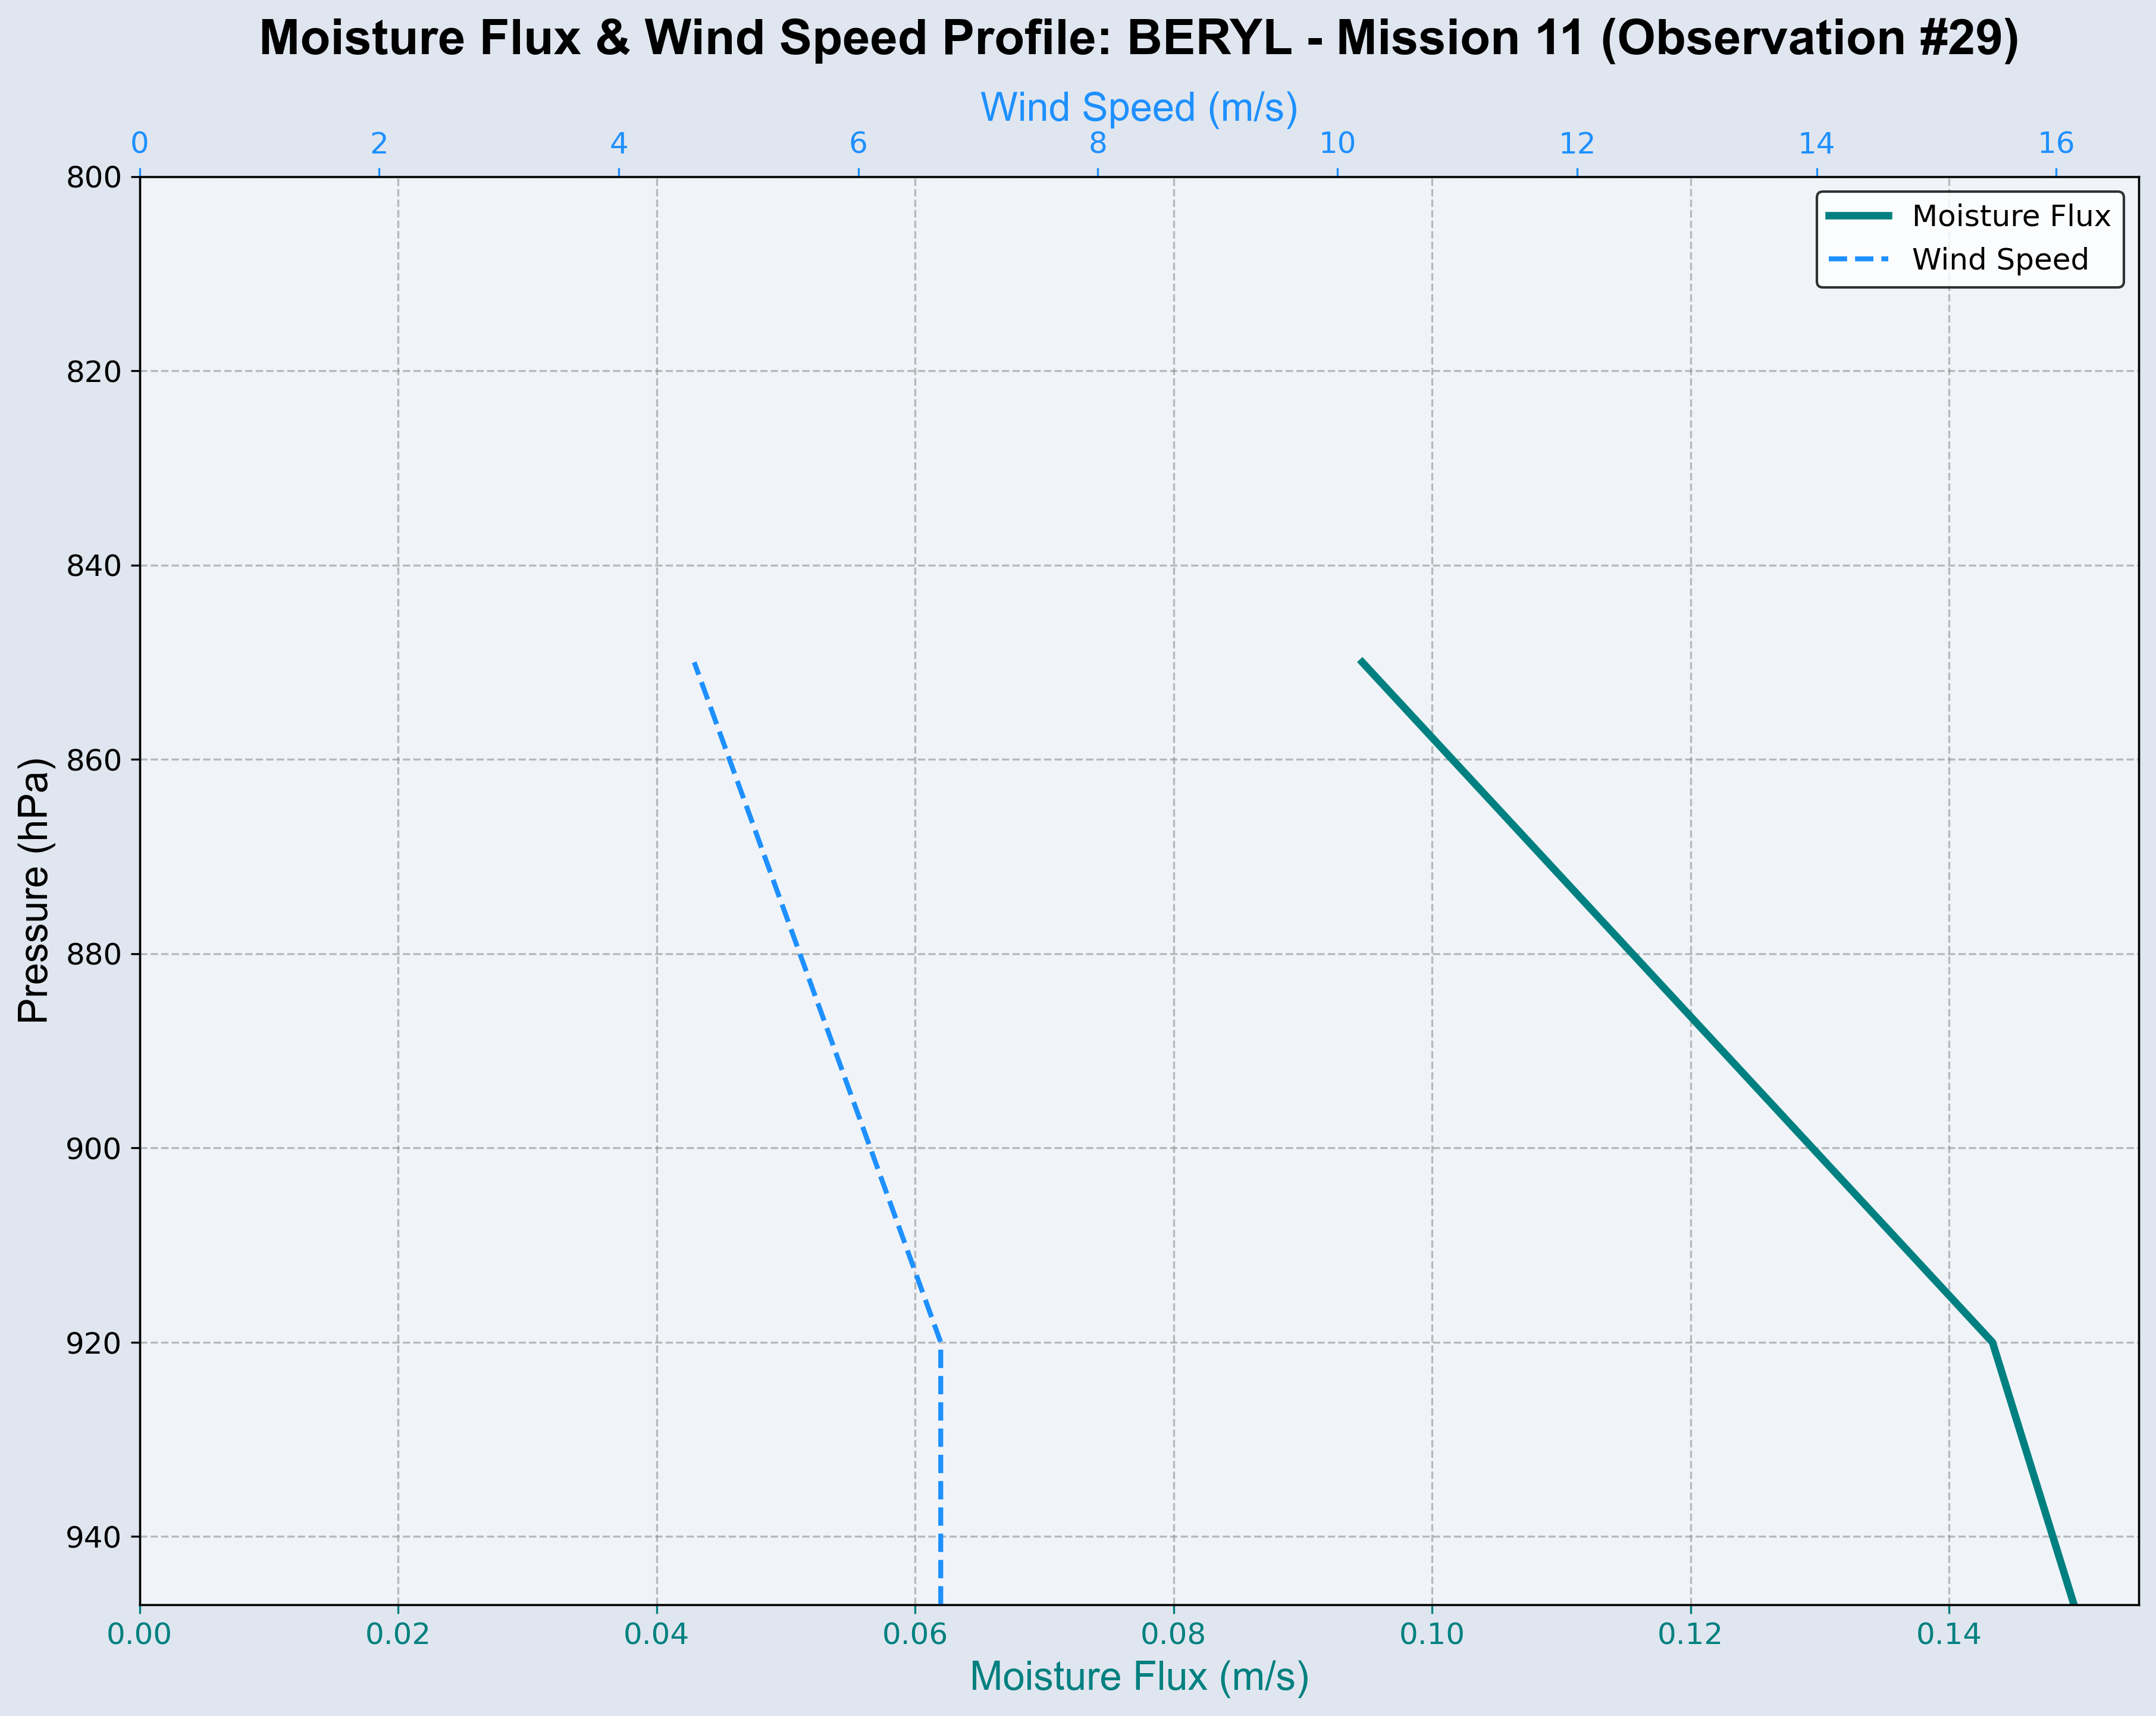 Moisture Flux & Wind Speed Profile: BERYL - Mission 11 (Observation #29)
Wind Speed (m/s)
0 2 4 6 8 10 12 14 16
Moisture Flux
Wind Speed
800
820
840
860
880
900
920
940
Pressure (hPa)
0.00 0.02 0.04 0.06 0.08 0.10 0.12 0.14
Moisture Flux (m/s)